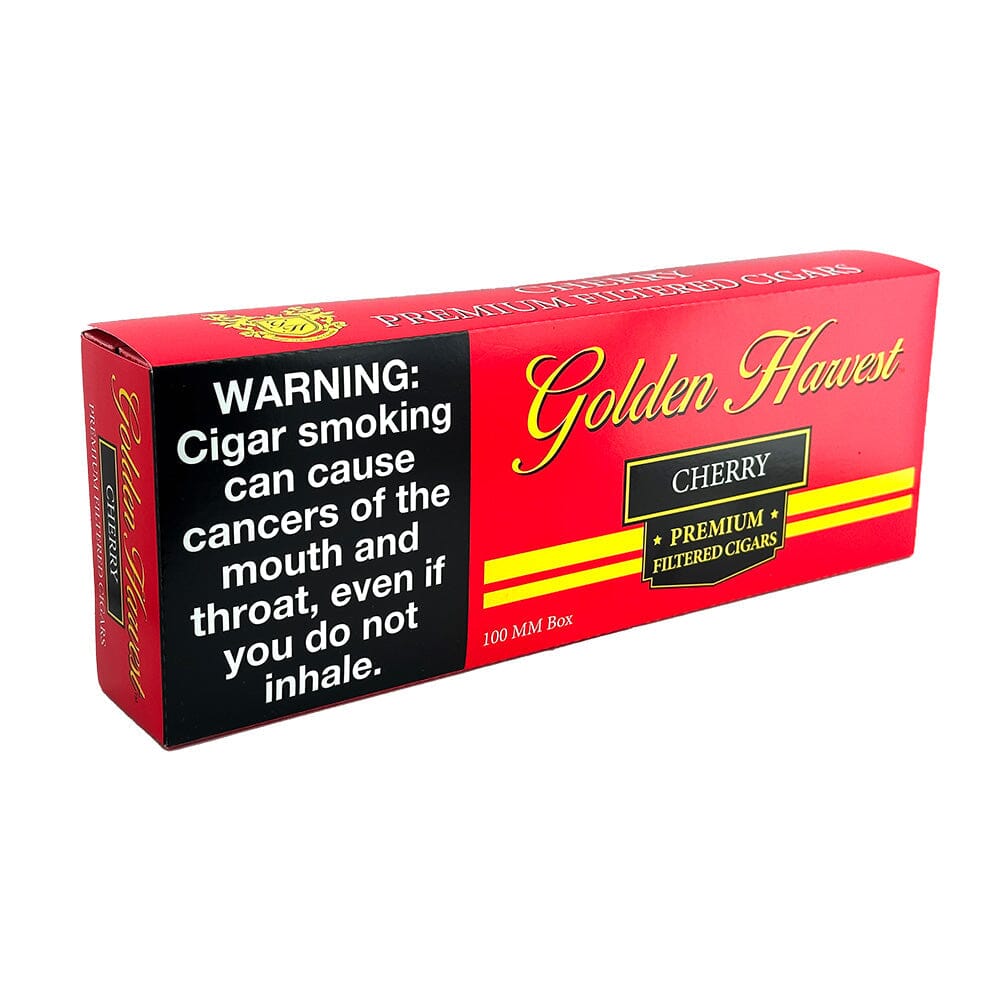 CHERRY
PREMIUM FILTERED CIGARS
Golden Harvest
CHERRY
PREMIUM FILTERED CIGARS
WARNING:
Cigar smoking
can cause
cancers of the
mouth and
throat, even if
you do not
inhale.
Golden Harvest™
CHERRY
★ PREMIUM ★
FILTERED CIGARS
100 MM Box